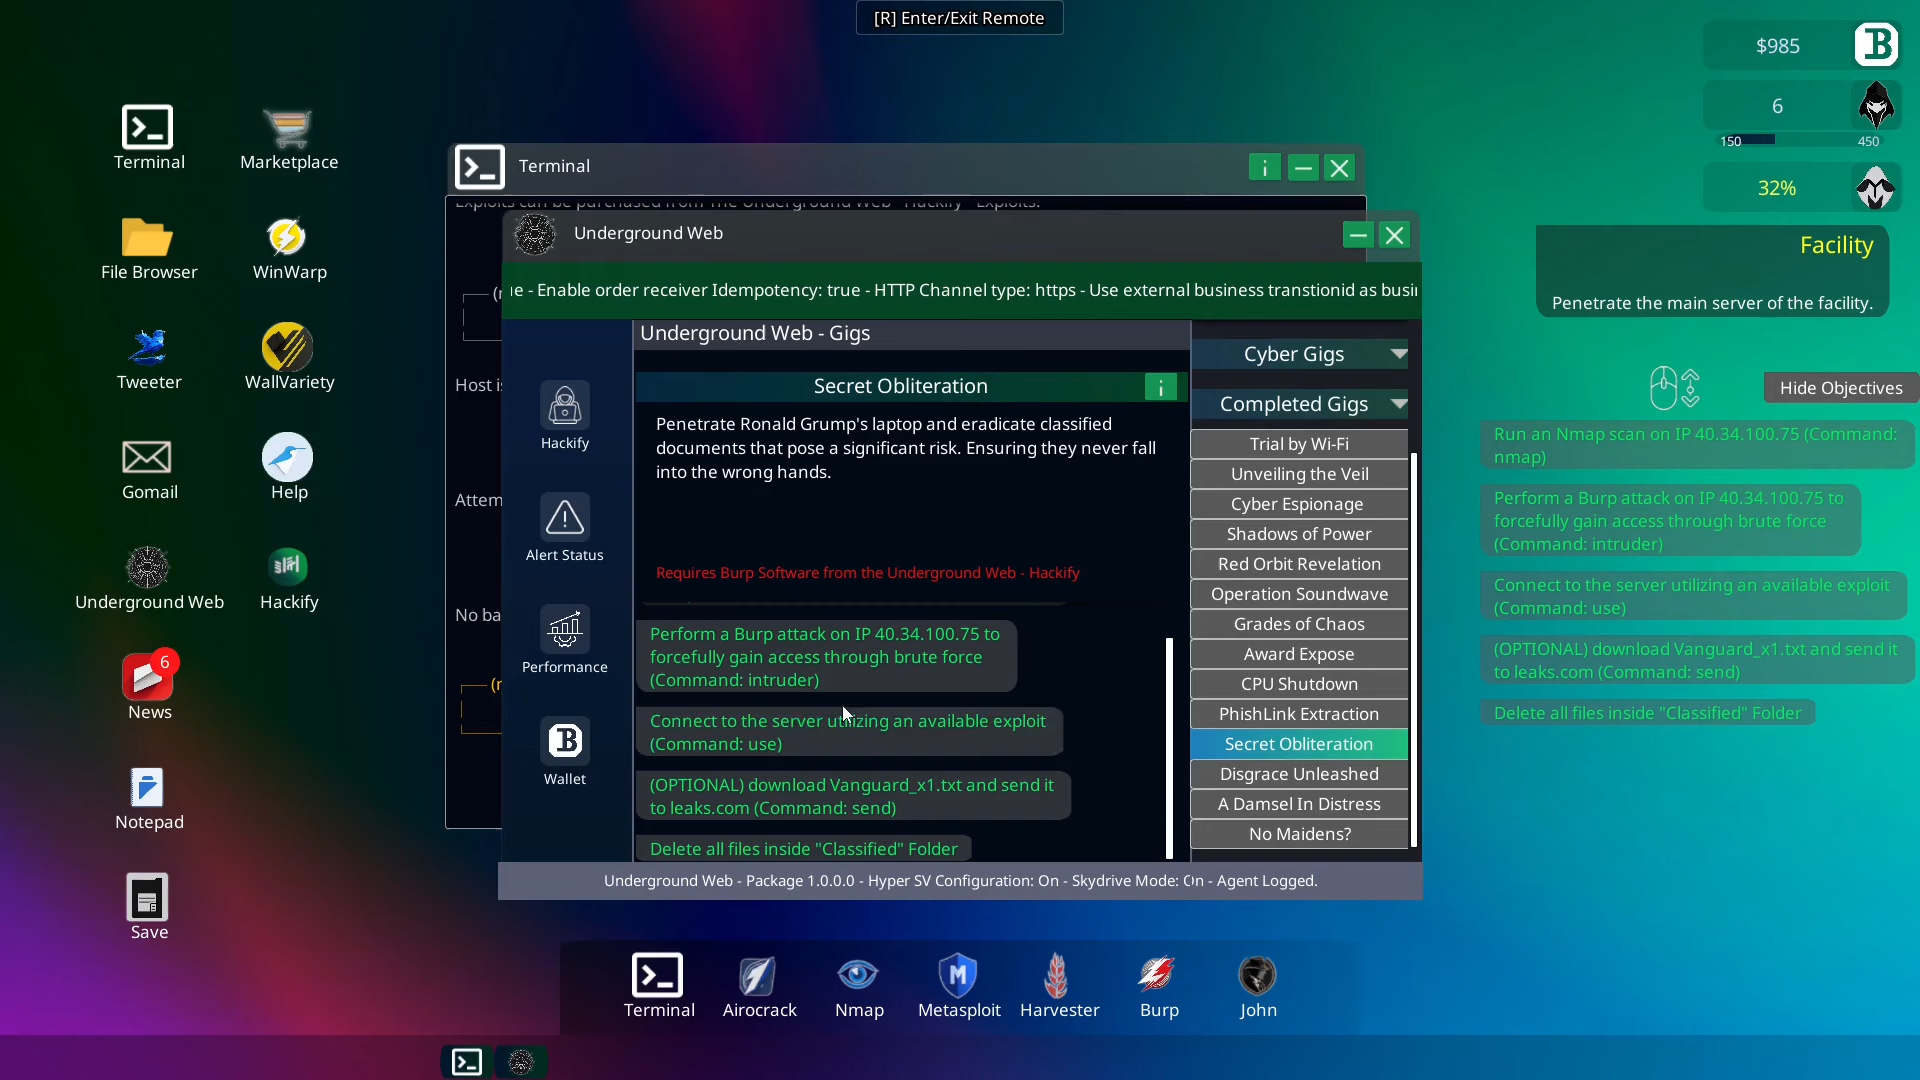 [R] Enter/Exit Remote
$985
B
6
150
450
32%
Facility
Penetrate the main server of the facility.
Hide Objectives
Run an Nmap scan on IP 40.34.100.75 (Command:
nmap)
Perform a Burp attack on IP 40.34.100.75 to
forcefully gain access through brute force
(Command: intruder)
Connect to the server utilizing an available exploit
(Command: use)
(OPTIONAL) download Vanguard_x1.txt and send it
to leaks.com (Command: send)
Delete all files inside "Classified" Folder
Terminal
Marketplace
File Browser
WinWarp
Tweeter
WallVariety
Gomail
Help
Underground Web
Hackify
6
News
Notepad
Save
Terminal
i
Exploits can be purchased from The Underground Web - Hackify - Exploits.
Host is
Attem
No ba
Underground Web
ue - Enable order receiver Idempotency: true - HTTP Channel type: https - Use external business transtionid as busi
Hackify
Alert Status
Performance
B
Wallet
Underground Web - Gigs
Secret Obliteration
i
Penetrate Ronald Grump's laptop and eradicate classified
documents that pose a significant risk. Ensuring they never fall
into the wrong hands.
Requires Burp Software from the Underground Web - Hackify
Perform a Burp attack on IP 40.34.100.75 to
forcefully gain access through brute force
(Command: intruder)
Connect to the server utilizing an available exploit
(Command: use)
(OPTIONAL) download Vanguard_x1.txt and send it
to leaks.com (Command: send)
Delete all files inside "Classified" Folder
Cyber Gigs
Completed Gigs
Trial by Wi-Fi
Unveiling the Veil
Cyber Espionage
Shadows of Power
Red Orbit Revelation
Operation Soundwave
Grades of Chaos
Award Expose
CPU Shutdown
PhishLink Extraction
Secret Obliteration
Disgrace Unleashed
A Damsel In Distress
No Maidens?
Underground Web - Package 1.0.0.0 - Hyper SV Configuration: On - Skydrive Mode: On - Agent Logged.
Terminal
Airocrack
Nmap
M
Metasploit
Harvester
Burp
John